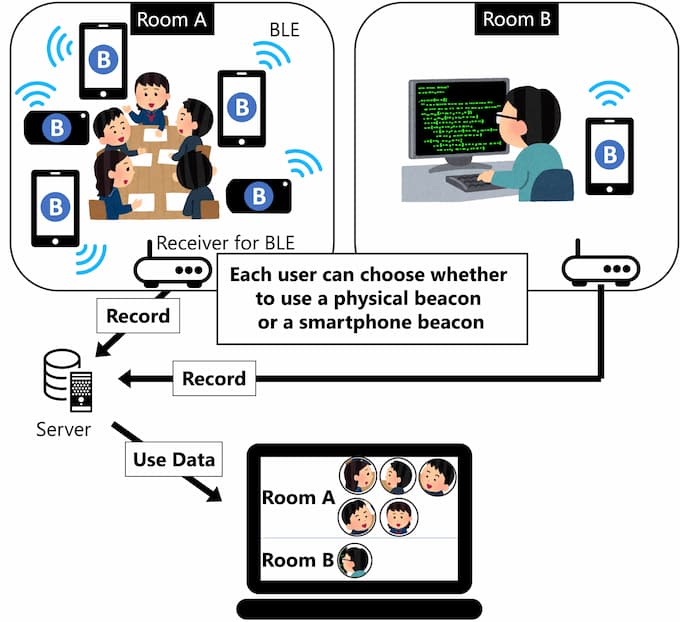 Room A
BLE
B
B
B
B
B
Room B
B
Receiver for BLE
Each user can choose whether
to use a physical beacon
or a smartphone beacon
Record
Record
Server
Use Data
Room A
Room B